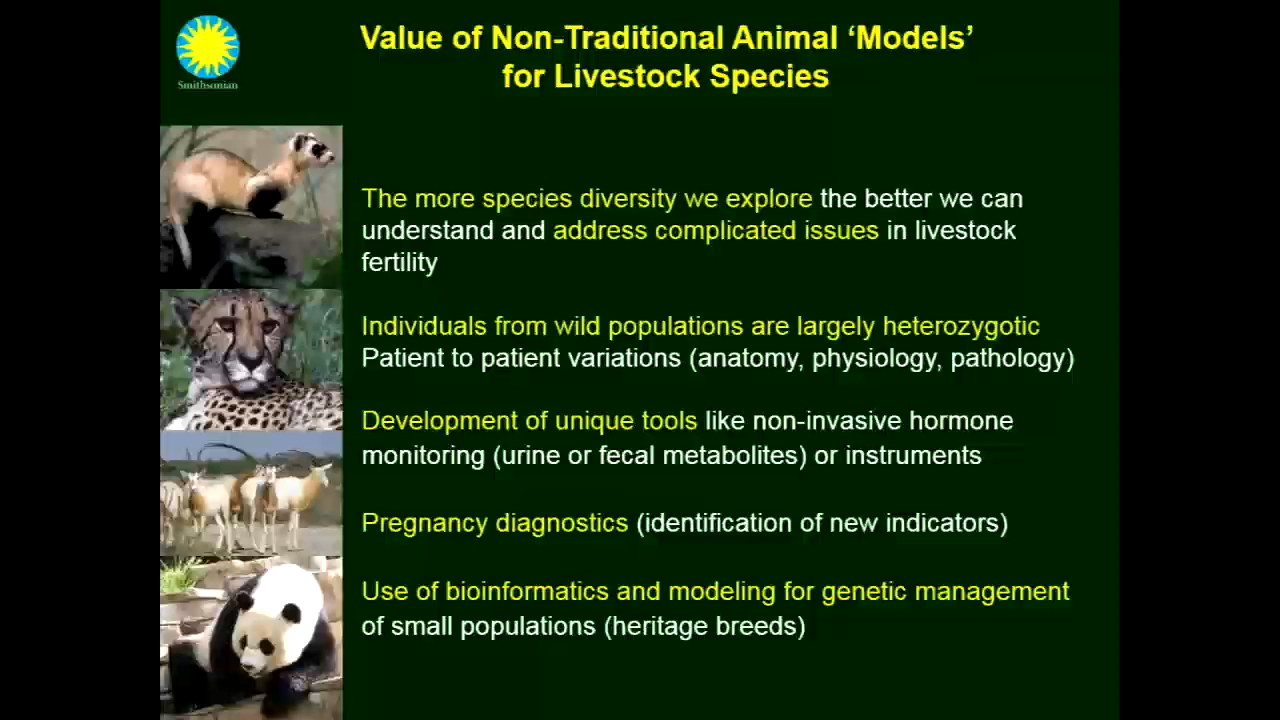 Value of Non-Traditional Animal ‘Models’
for Livestock Species
Smithsonian
The more species diversity we explore the better we can
understand and address complicated issues in livestock
fertility
Individuals from wild populations are largely heterozygotic
Patient to patient variations (anatomy, physiology, pathology)
Development of unique tools like non-invasive hormone
monitoring (urine or fecal metabolites) or instruments
Pregnancy diagnostics (identification of new indicators)
Use of bioinformatics and modeling for genetic management
of small populations (heritage breeds)